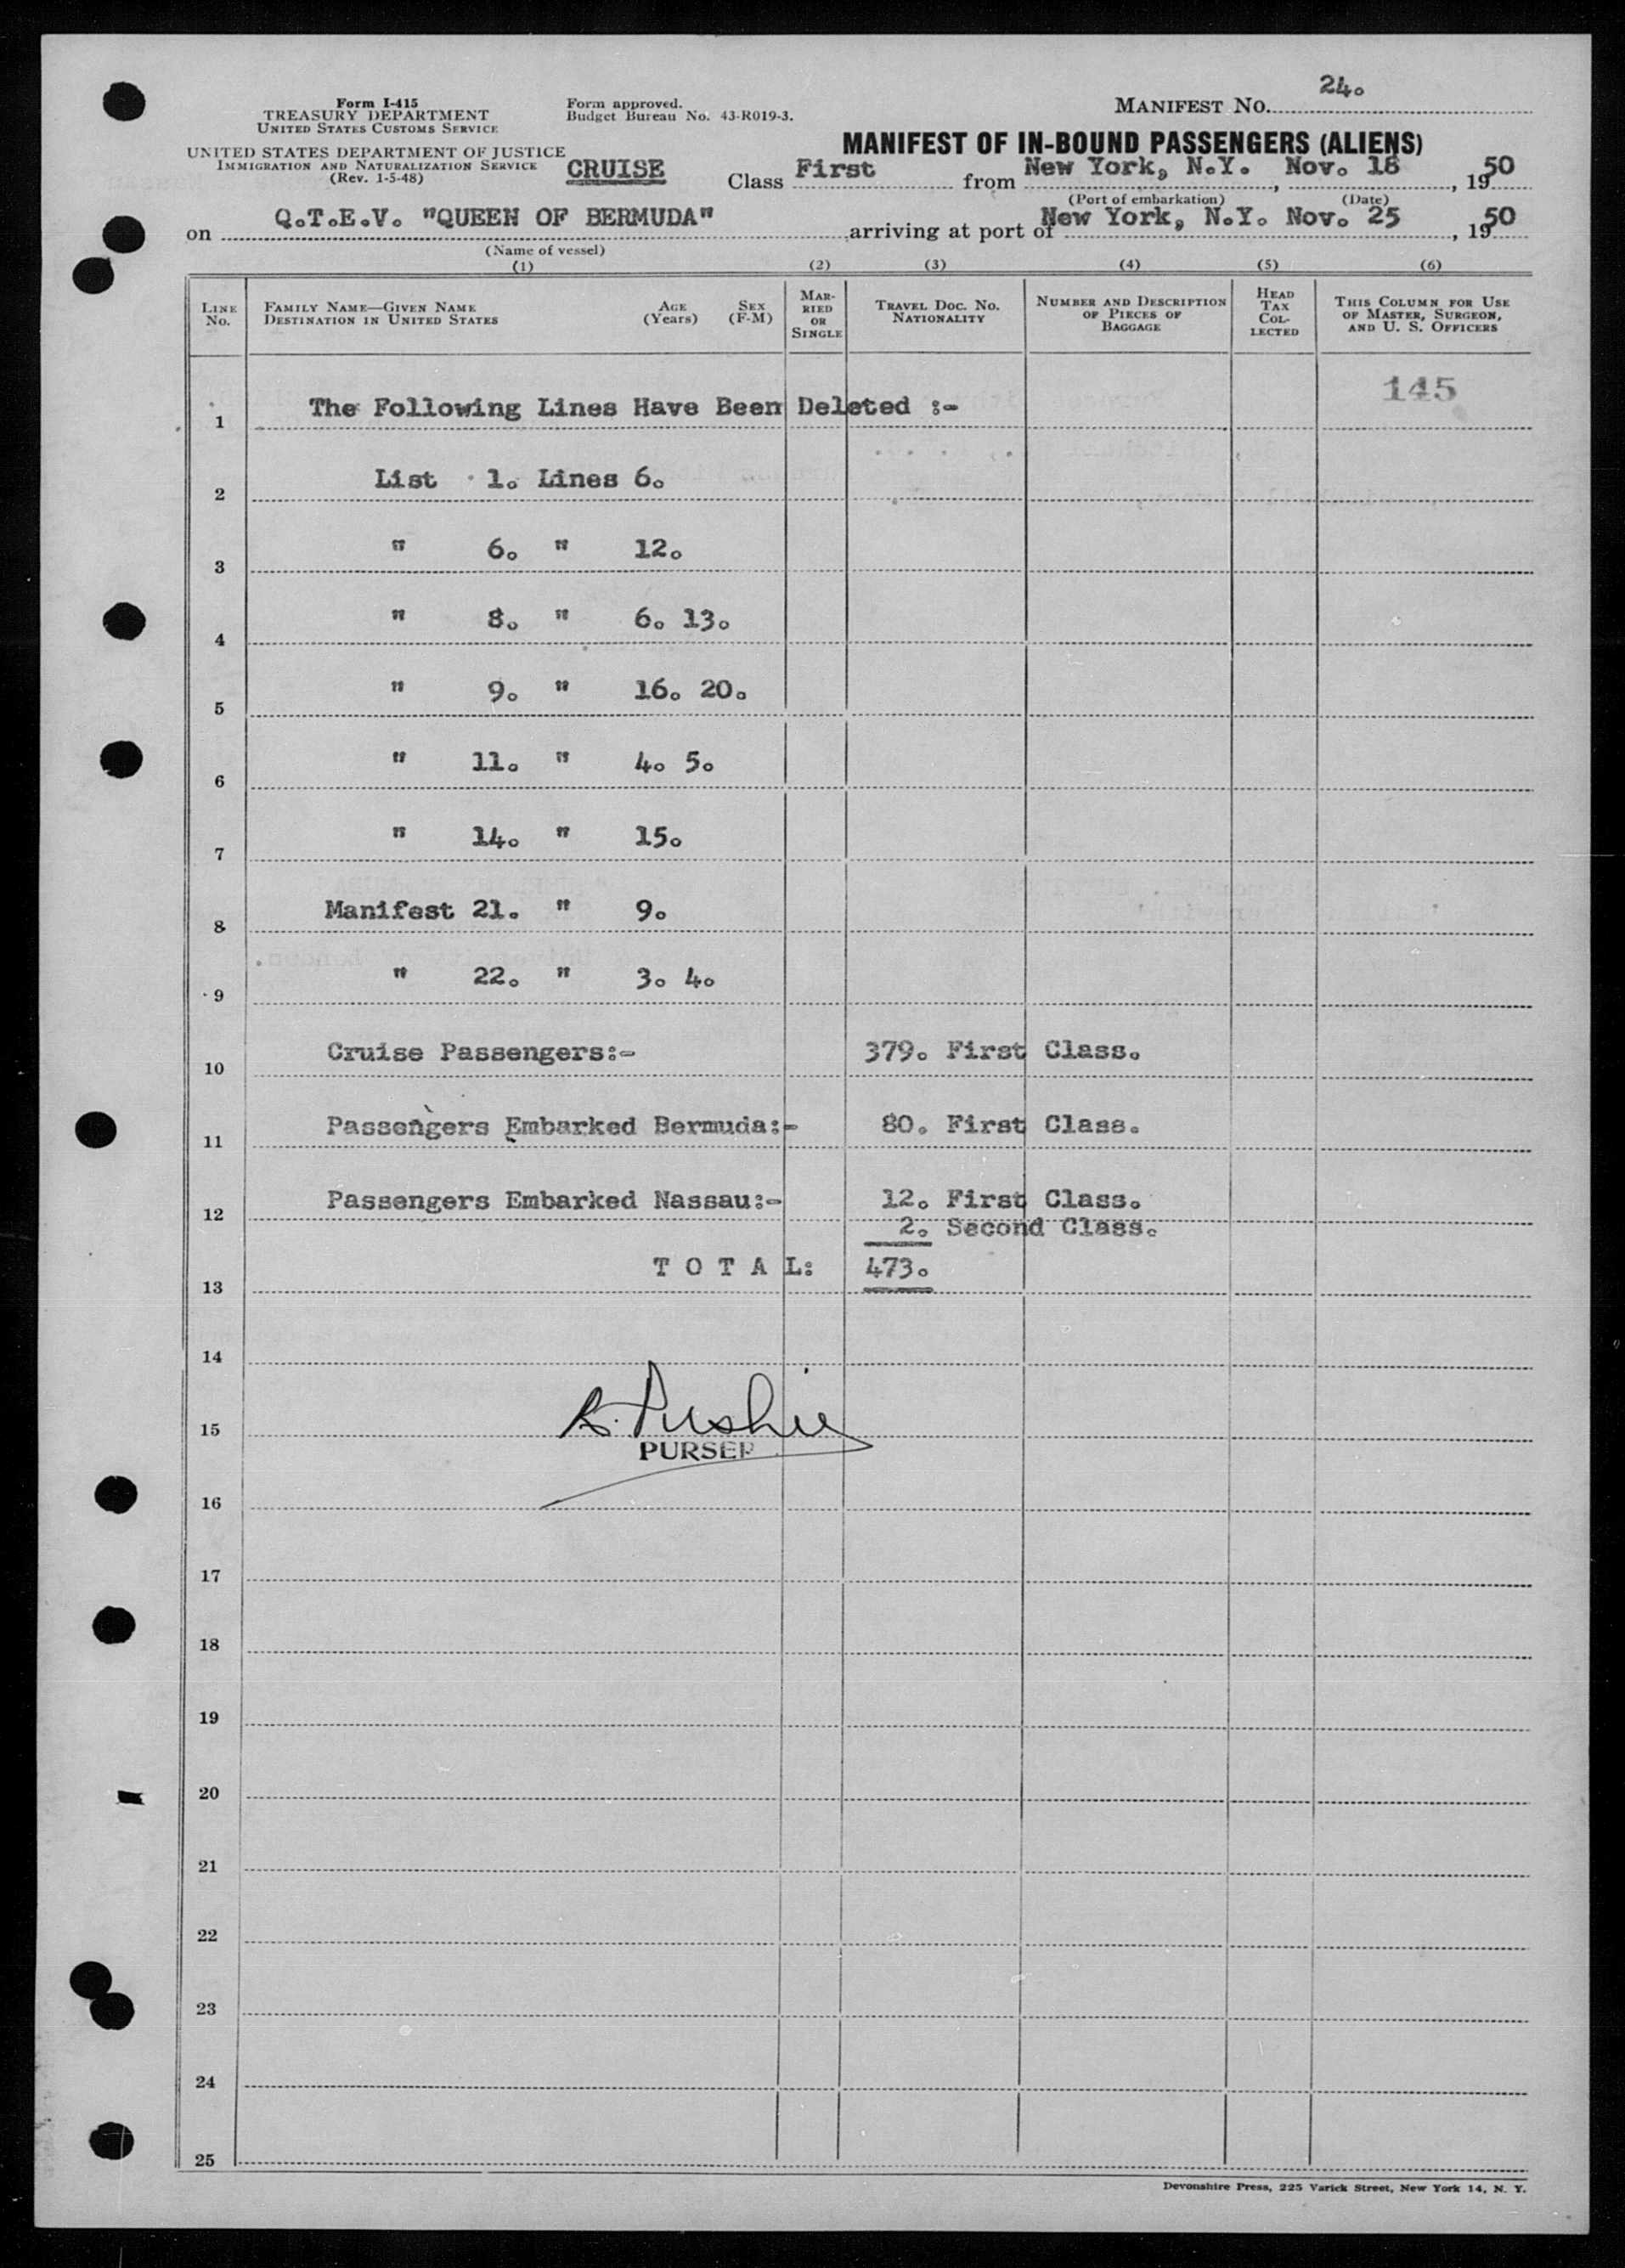 24.
Form I-415
TREASURY DEPARTMENT
UNITED STATES CUSTOMS SERVICE
Form approved.
Budget Bureau No. 43-R019-3.
MANIFEST NO.
UNITED STATES DEPARTMENT OF JUSTICE
IMMIGRATION AND NATURALIZATION SERVICE
(Rev. 1-5-48)
CRUISE
MANIFEST OF IN-BOUND PASSENGERS (ALIENS)
Class First from New York, N.Y. , Nov. 18 , 1950
(Port of embarkation) (Date)
on Q.T.E.V. "QUEEN OF BERMUDA" arriving at port of New York, N.Y. Nov. 25 , 1950
(Name of vessel)
(1) (2) (3) (4) (5) (6)
LINE No. FAMILY NAME—GIVEN NAME DESTINATION IN UNITED STATES AGE (Years) SEX (F-M) MARRIED OR SINGLE TRAVEL DOC. NO. NATIONALITY NUMBER AND DESCRIPTION OF PIECES OF BAGGAGE HEAD TAX COLLECTED THIS COLUMN FOR USE OF MASTER, SURGEON, AND U. S. OFFICERS
145
1 The Following Lines Have Been Deleted :-
2 List 1. Lines 6.
3 " 6. " 12.
4 " 8. " 6. 13.
5 " 9. " 16. 20.
6 " 11. " 4. 5.
7 " 14. " 15.
8 Manifest 21. " 9.
9 " 22. " 3. 4.
10 Cruise Passengers:- 379. First Class.
11 Passengers Embarked Bermuda:- 80. First Class.
12 Passengers Embarked Nassau:- 12. First Class.
2. Second Class.
13 T O T A L: 473.
14
15
PURSER
16
17
18
19
20
21
22
23
24
25
Devonshire Press, 225 Varick Street, New York 14, N. Y.